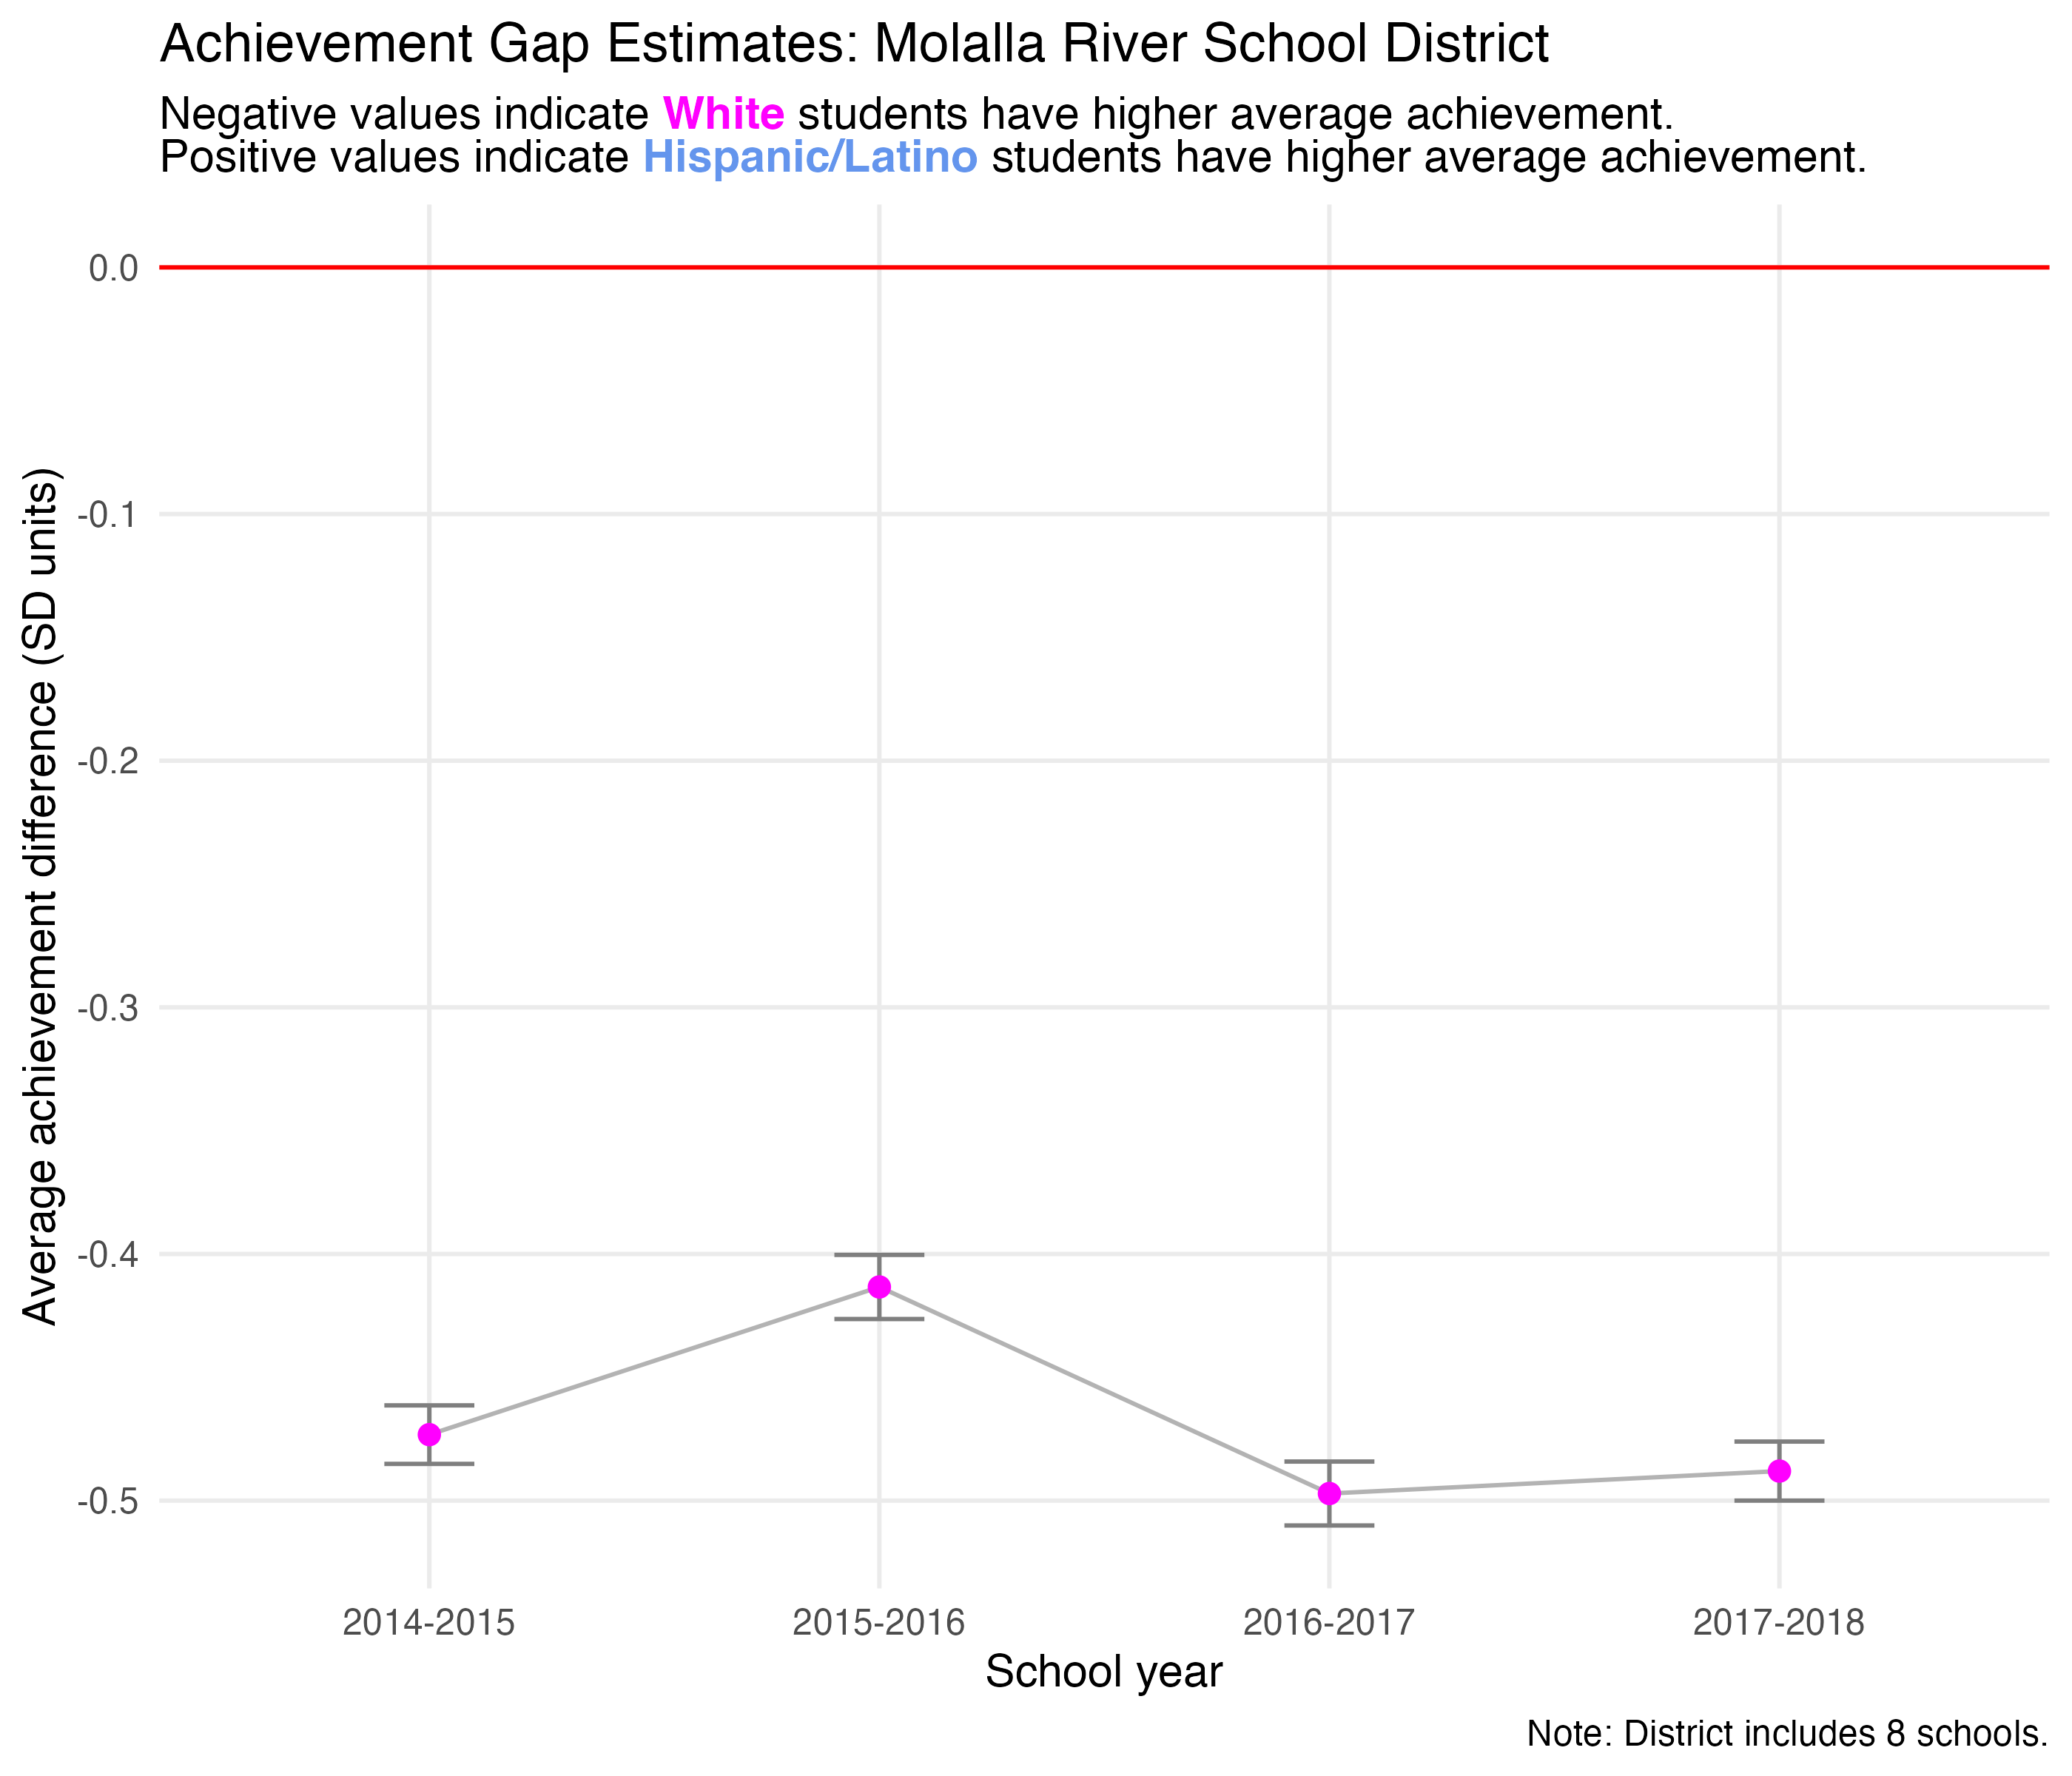 Achievement Gap Estimates: Molalla River School District
Negative values indicate White students have higher average achievement.
Positive values indicate Hispanic/Latino students have higher average achievement.
Average achievement difference (SD units)
0.0
-0.1
-0.2
-0.3
-0.4
-0.5
2014-2015
2015-2016
2016-2017
2017-2018
School year
Note: District includes 8 schools.